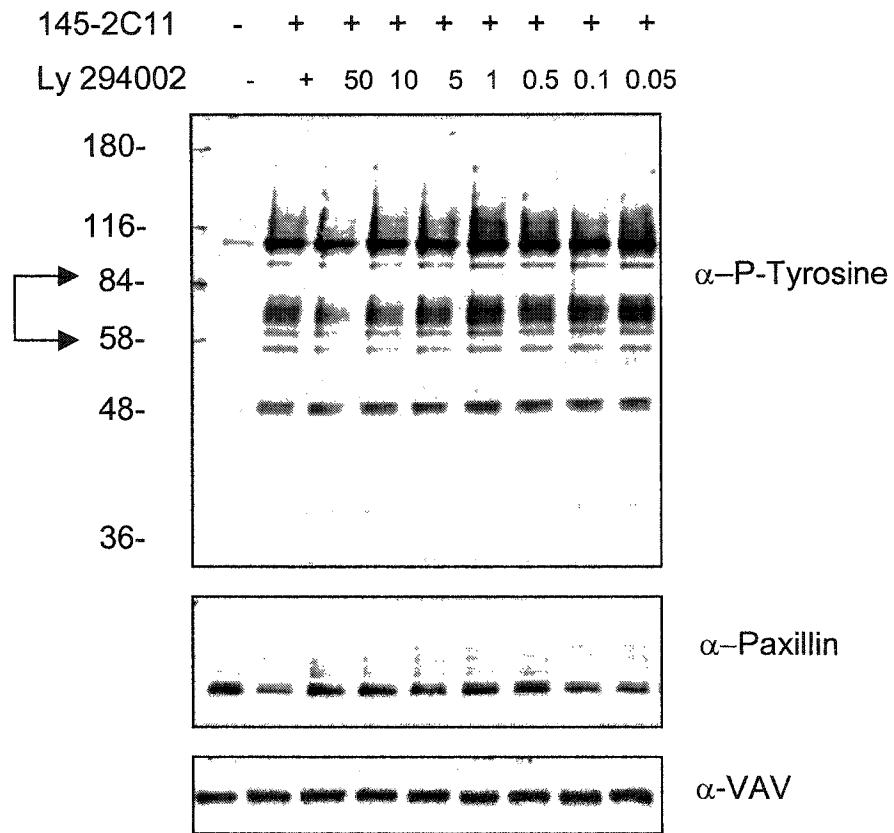 145-2C11 - + + + + + + + +
Ly 294002 - + 50 10 5 1 0.5 0.1 0.05
180-
116-
84-
α–P-Tyrosine
58-
48-
36-
α–Paxillin
α-VAV